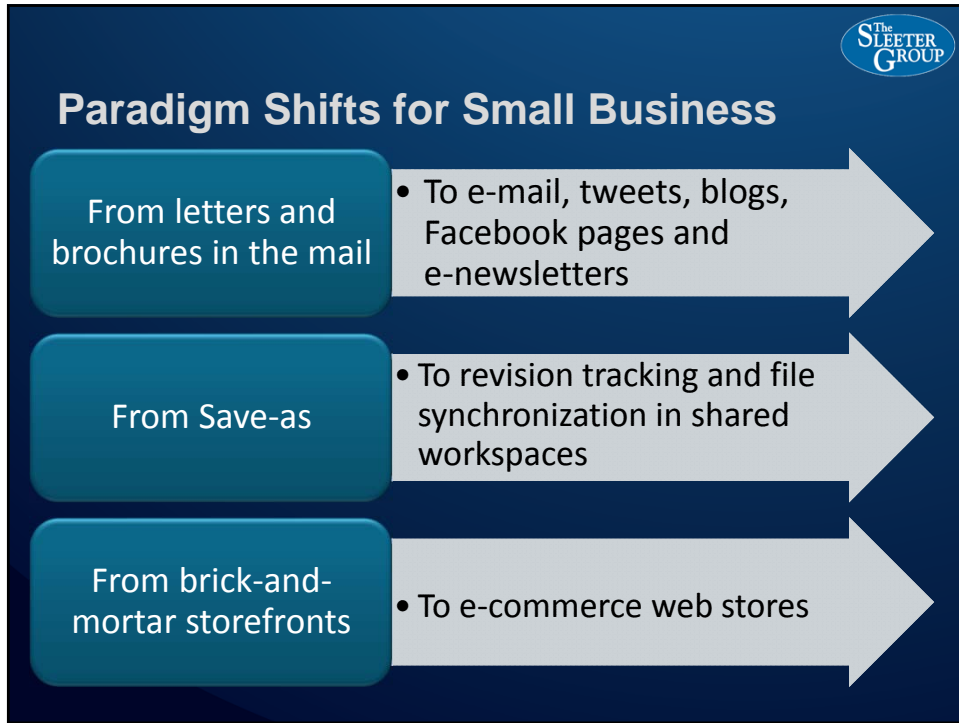 The
SLEETER
GROUP
Paradigm Shifts for Small Business
From letters and
brochures in the mail
• To e-mail, tweets, blogs,
Facebook pages and
e-newsletters
From Save-as
• To revision tracking and file
synchronization in shared
workspaces
From brick-and-
mortar storefronts
• To e-commerce web stores